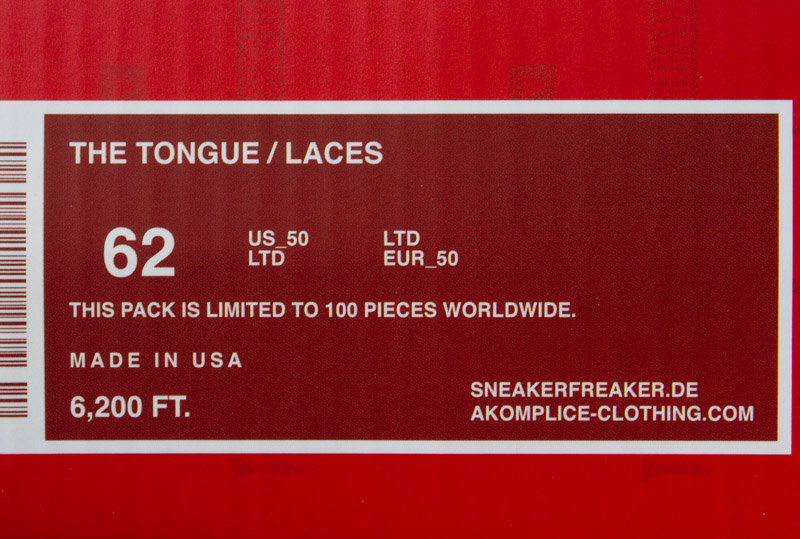 THE TONGUE / LACES
62
US_50 LTD
LTD EUR_50
THIS PACK IS LIMITED TO 100 PIECES WORLDWIDE.
MADE IN USA
6,200 FT.
SNEAKERFREAKER.DE
AKOMPLICE-CLOTHING.COM